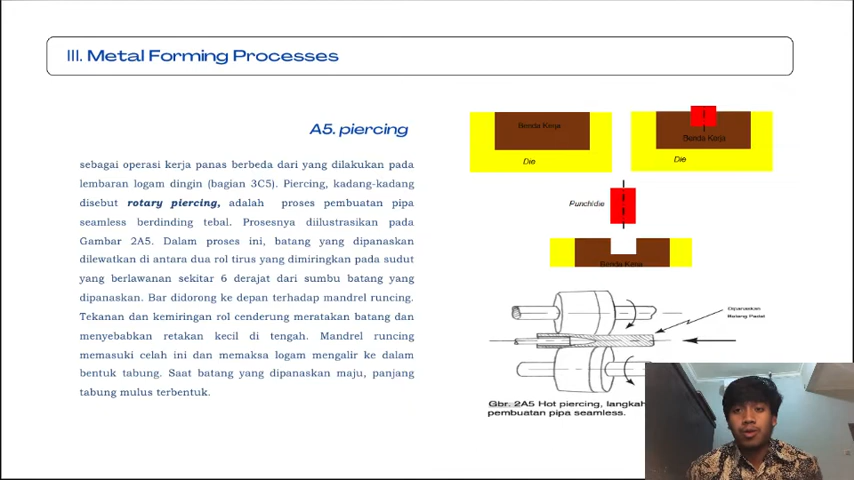 III. Metal Forming Processes
A5. piercing
sebagai operasi kerja panas berbeda dari yang dilakukan pada
lembaran logam dingin (bagian 3C5). Piercing, kadang-kadang
disebut rotary piercing, adalah proses pembuatan pipa
seamless berdinding tebal. Prosesnya diilustrasikan pada
Gambar 2A5. Dalam proses ini, batang yang dipanaskan
dilewatkan di antara dua rol tirus yang dimiringkan pada sudut
yang berlawanan sekitar 6 derajat dari sumbu batang yang
dipanaskan. Bar didorong ke depan terhadap mandrel runcing.
Tekanan dan kemiringan rol cenderung meratakan batang dan
menyebabkan retakan kecil di tengah. Mandrel runcing
memasuki celah ini dan memaksa logam mengalir ke dalam
bentuk tabung. Saat batang yang dipanaskan maju, panjang
tabung mulus terbentuk.
Benda Kerja
Die
Benda Kerja
Die
Punch/die
Benda Kerja
Dipanaskan
Batang Padat
Gbr. 2A5 Hot piercing, langkah
pembuatan pipa seamless.